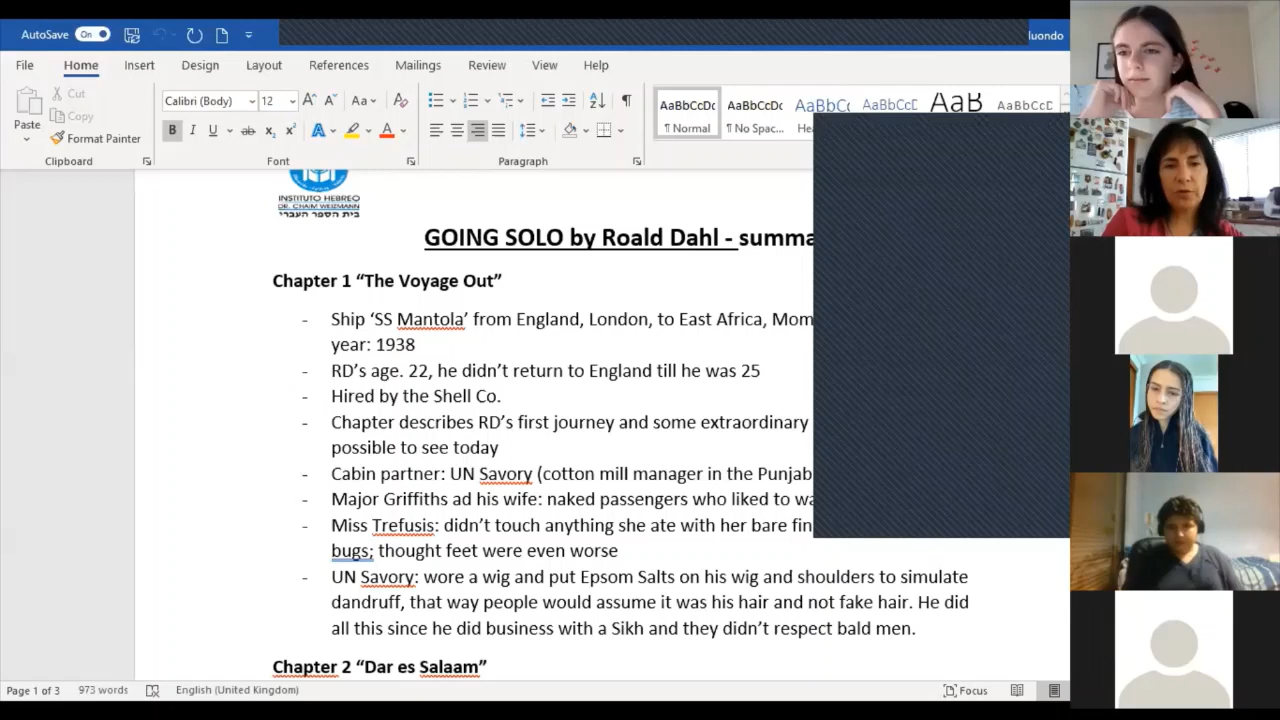 AutoSave On
luondo
File Home Insert Design Layout References Mailings Review View Help
Cut
Copy
Format Painter
Paste
Calibri (Body) 12
AaBbCcDc AaBbCcDc AaBbCc AaBbCcD AaB AaBbCcD
¶ Normal ¶ No Spac... Hea
Clipboard Font Paragraph
INSTITUTO HEBREO
DR. CHAIM WEIZMANN
בית הספר העברי
GOING SOLO by Roald Dahl - summa
Chapter 1 “The Voyage Out”
- Ship ‘SS Mantola’ from England, London, to East Africa, Mom
year: 1938
- RD’s age. 22, he didn’t return to England till he was 25
- Hired by the Shell Co.
- Chapter describes RD’s first journey and some extraordinary
possible to see today
- Cabin partner: UN Savory (cotton mill manager in the Punjab
- Major Griffiths ad his wife: naked passengers who liked to wa
- Miss Trefusis: didn’t touch anything she ate with her bare fin
bugs; thought feet were even worse
- UN Savory: wore a wig and put Epsom Salts on his wig and shoulders to simulate
dandruff, that way people would assume it was his hair and not fake hair. He did
all this since he did business with a Sikh and they didn’t respect bald men.
Chapter 2 “Dar es Salaam”
Page 1 of 3 973 words English (United Kingdom) Focus